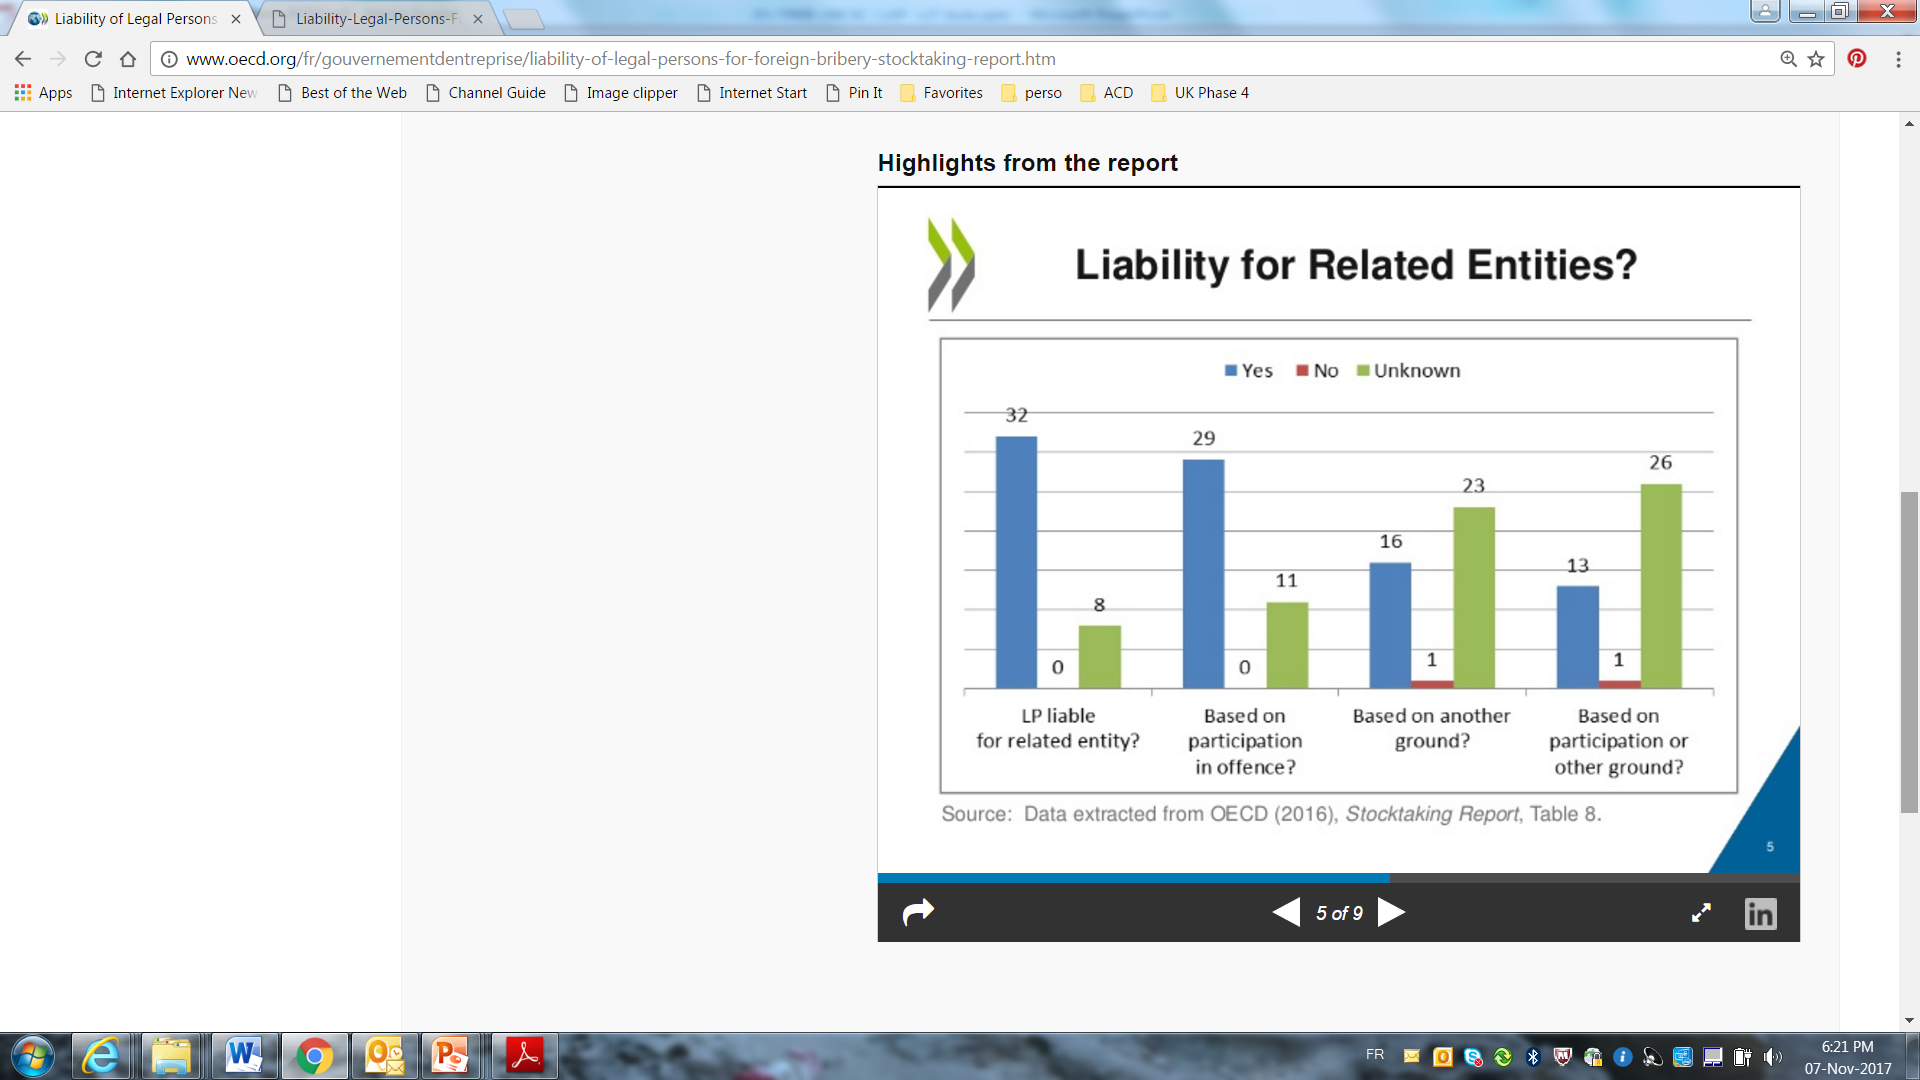 Liability of Legal Persons
Liability-Legal-Persons-F
www.oecd.org/fr/gouvernementdentreprise/liability-of-legal-persons-for-foreign-bribery-stocktaking-report.htm
Apps Internet Explorer New Best of the Web Channel Guide Image clipper Internet Start Pin It Favorites perso ACD UK Phase 4
Highlights from the report
Liability for Related Entities?
Yes No Unknown
32 0 8
29 0 11
16 1 23
13 1 26
LP liable
for related entity?
Based on
participation
in offence?
Based on another
ground?
Based on
participation or
other ground?
Source: Data extracted from OECD (2016), Stocktaking Report, Table 8.
5
5 of 9
in
FR
6:21 PM
07-Nov-2017